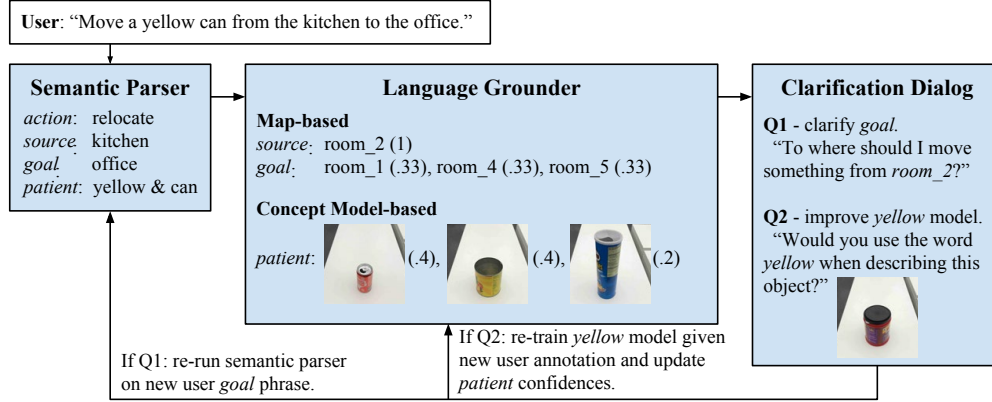 User: “Move a yellow can from the kitchen to the office.”
Semantic Parser
action: relocate
source: kitchen
goal: office
patient: yellow & can
Language Grounder
Map-based
source: room_2 (1)
goal: room_1 (.33), room_4 (.33), room_5 (.33)
Concept Model-based
patient: (.4), (.4), (.2)
Clarification Dialog
Q1 - clarify goal.
“To where should I move
something from room_2?”
Q2 - improve yellow model.
“Would you use the word
yellow when describing this
object?”
If Q1: re-run semantic parser
on new user goal phrase.
If Q2: re-train yellow model given
new user annotation and update
patient confidences.